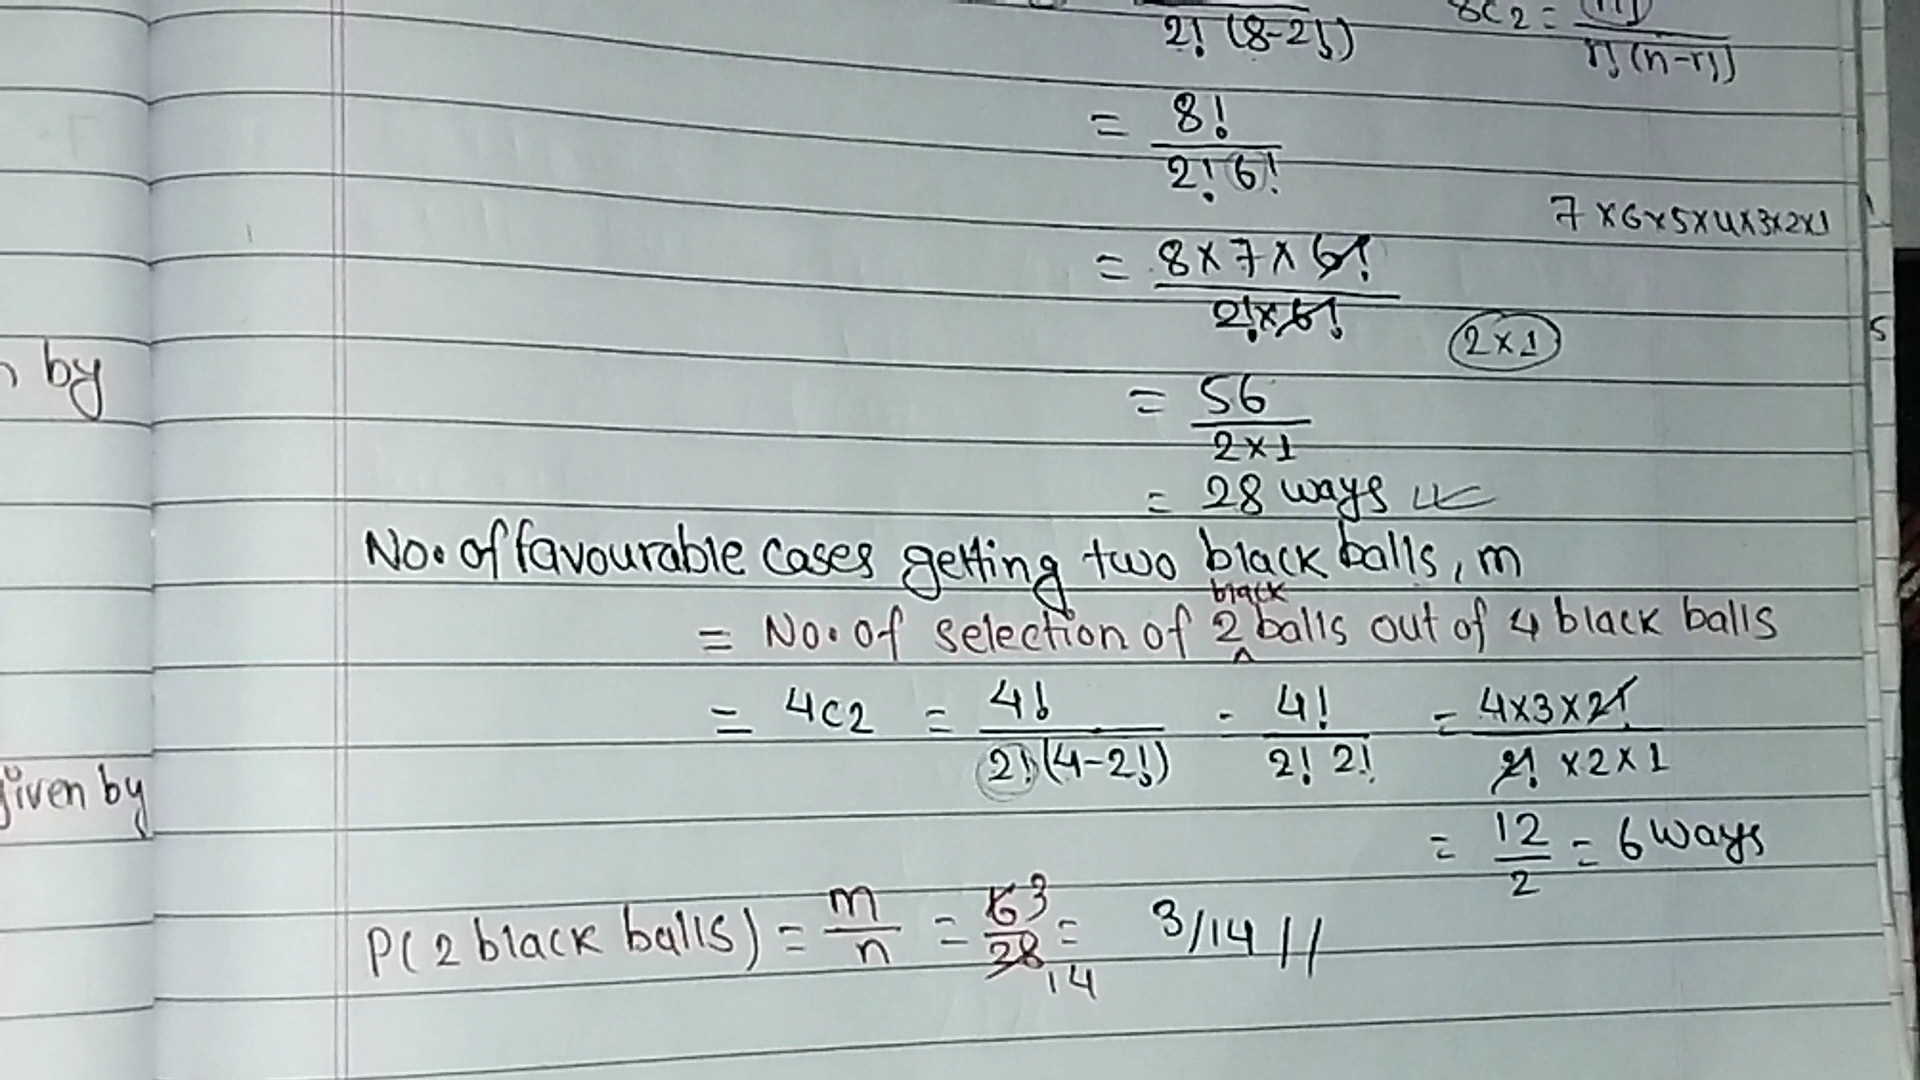 2! (8-2!)
8C2 =
r! (n-r!)
= 8! / 2! 6!
7×6×5×4×3×2×1
= 8 × 7 × 6! / 2! × 6!
2×1
= 56 / 2×1
= 28 ways
by
No. of favourable cases getting two black balls, m
black
= No. of selection of 2 balls out of 4 black balls
= 4C2 = 4! / 2! (4-2!) - 4! / 2! 2! = 4×3×2! / 2! ×2×1
given by
= 12 / 2 = 6 ways
P(2 black balls) = m / n = 6 3 / 28 14 = 3/14 //